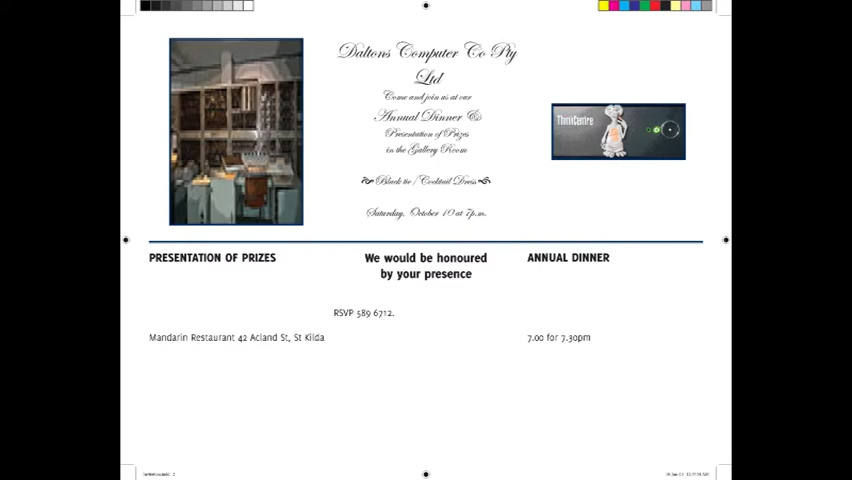 Daltons Computer Co Pty
Ltd
Come and join us at our
Annual Dinner &
Presentation of Prizes
in the Gallery Room
Black tie / Cocktail Dress
Saturday, October 10 at 7p.m.
ThinkCentre
PRESENTATION OF PRIZES
We would be honoured
by your presence
ANNUAL DINNER
RSVP 589 6712.
Mandarin Restaurant 42 Acland St, St Kilda
7.00 for 7.30pm